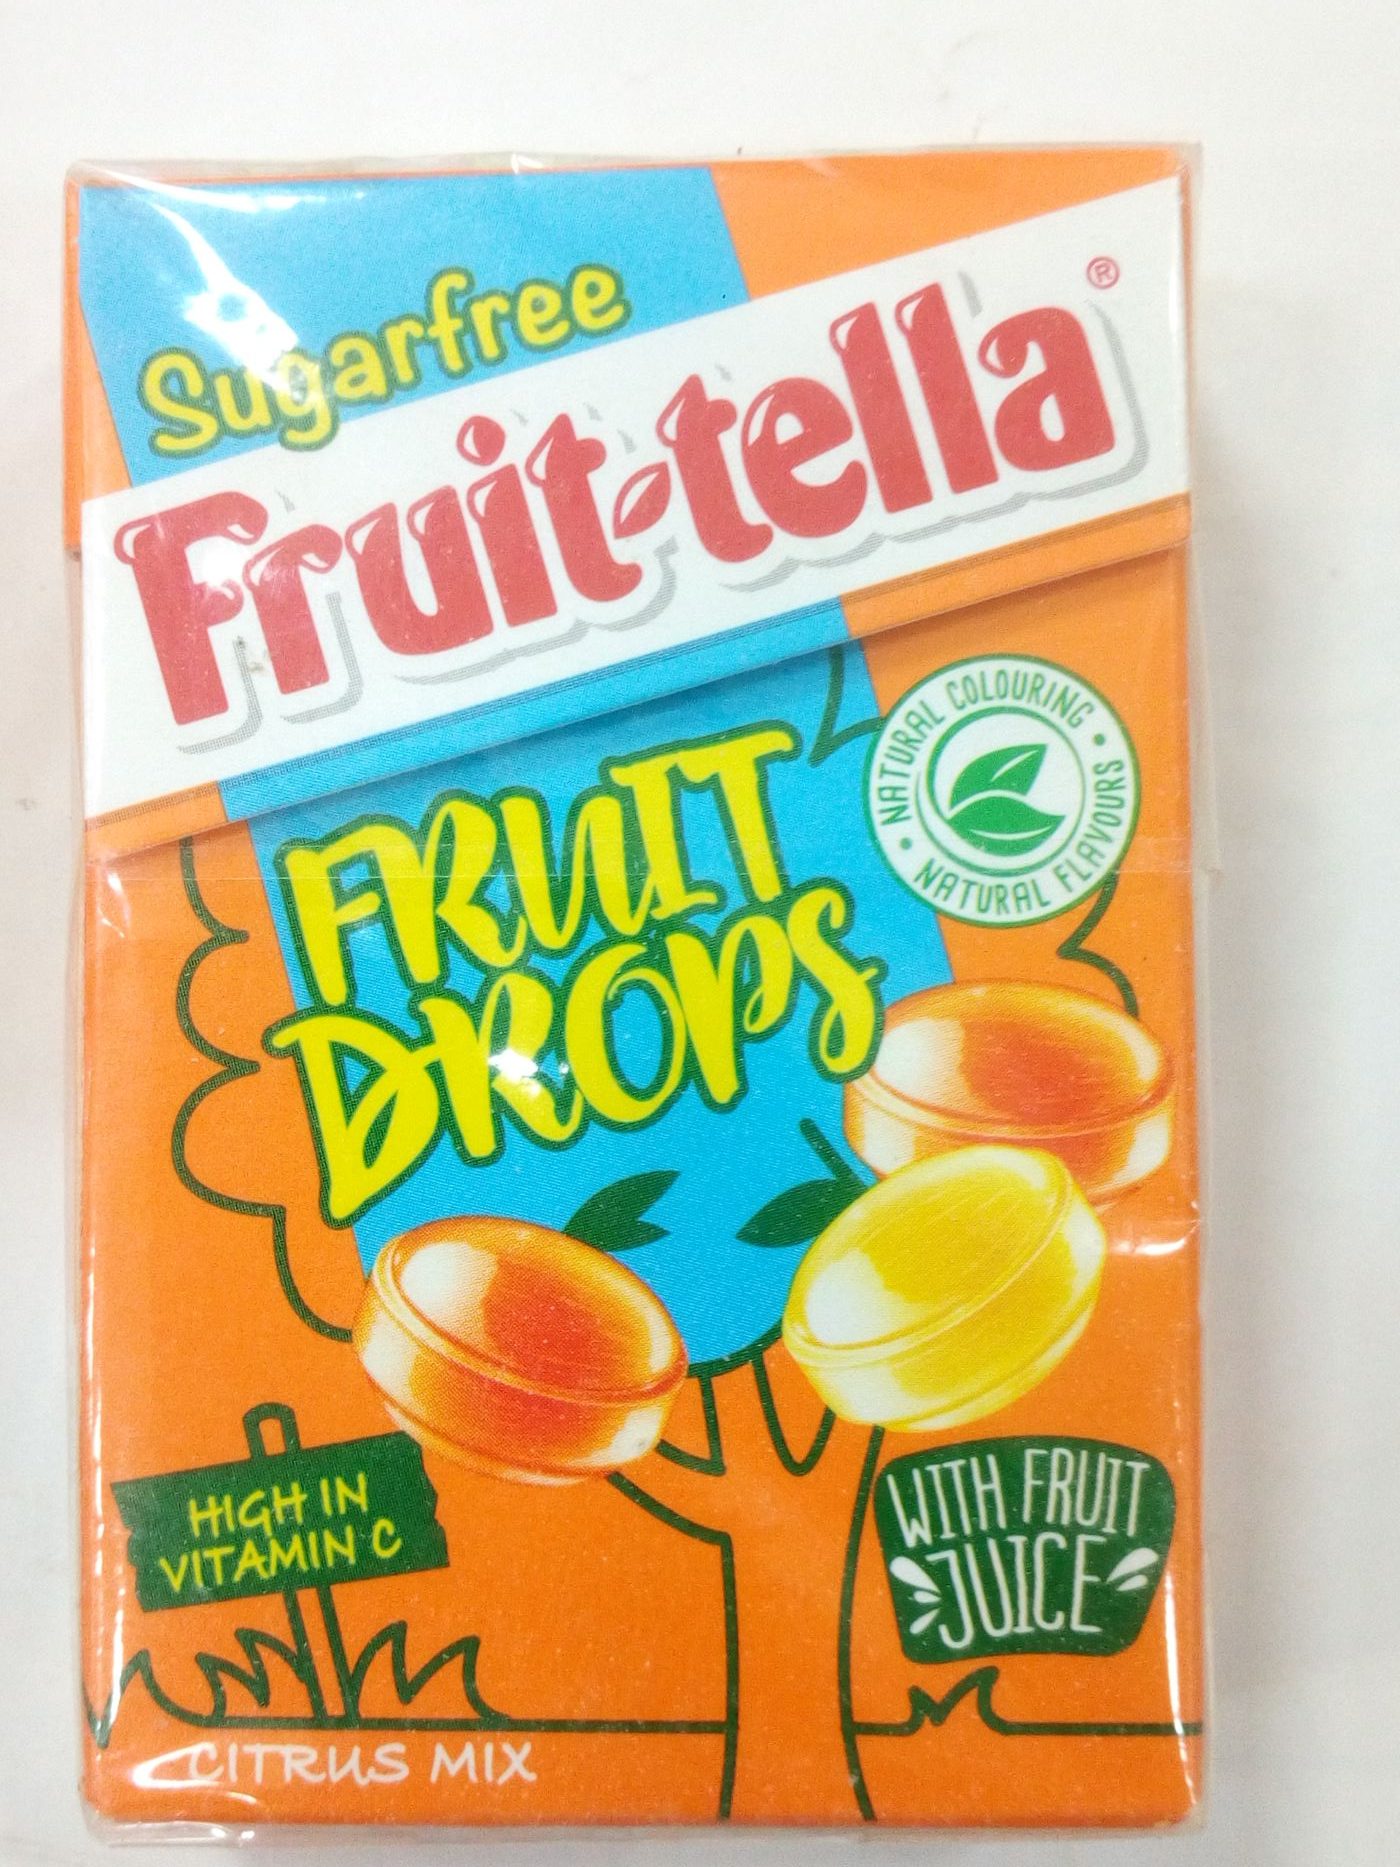 Sugarfree
Fruit-tella®
NATURAL COLOURING
NATURAL FLAVOURS
FRUIT
DROPS
HIGH IN
VITAMIN C
WITH FRUIT
JUICE
CITRUS MIX